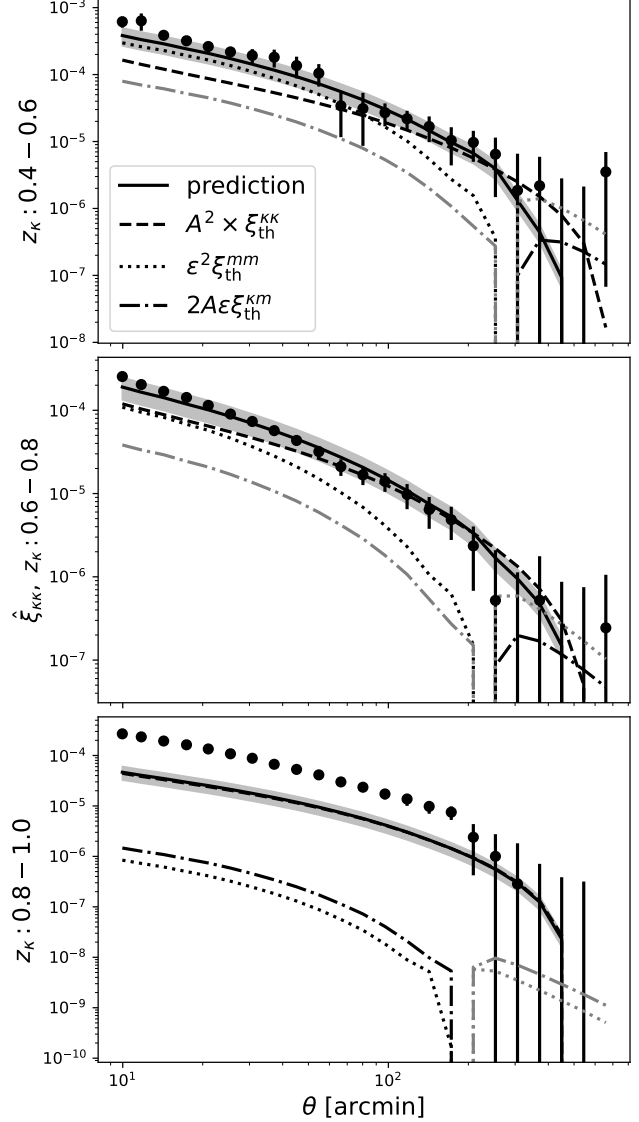 10⁻³
10⁻⁴
10⁻⁵
10⁻⁶
10⁻⁷
10⁻⁸
z_κ : 0.4 − 0.6
prediction
A² × ξ_th^κκ
ε²ξ_th^mm
2Aεξ_th^κm
10⁻⁴
10⁻⁵
10⁻⁶
10⁻⁷
ξ̂_κκ, z_κ : 0.6 − 0.8
10⁻⁴
10⁻⁵
10⁻⁶
10⁻⁷
10⁻⁸
10⁻⁹
10⁻¹⁰
z_κ : 0.8 − 1.0
10¹ 10²
θ [arcmin]